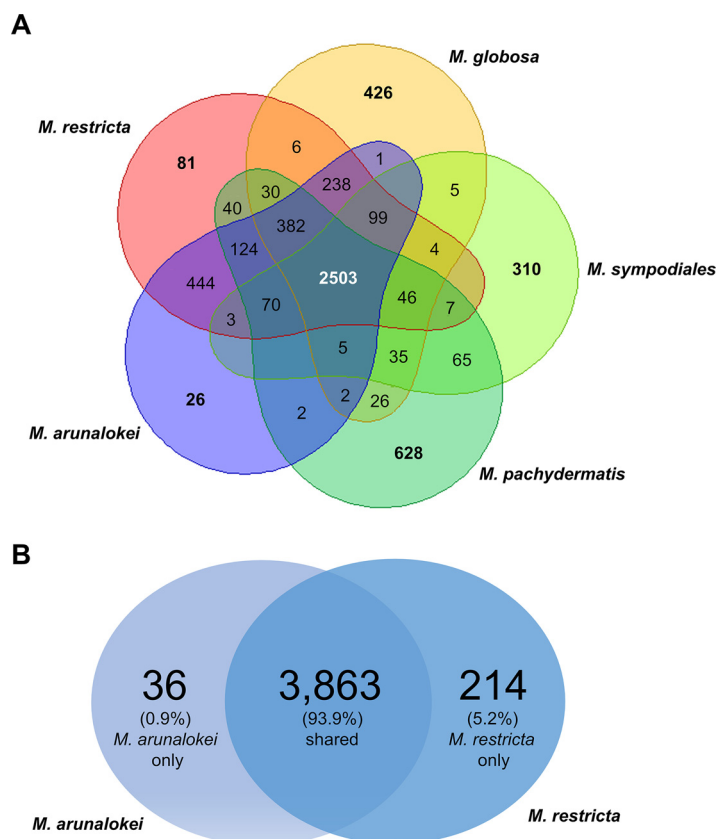 A
M. globosa
426
M. restricta
81
6
1
5
238
30
40
99
382
4
124
310
M. sympodiales
2503
444
70
46
7
3
5
35
65
26
2
2
26
M. arunalokei
628
M. pachydermatis
B
36
3,863
214
(0.9%)
(93.9%)
(5.2%)
M. arunalokei
shared
M. restricta
only
only
M. arunalokei
M. restricta